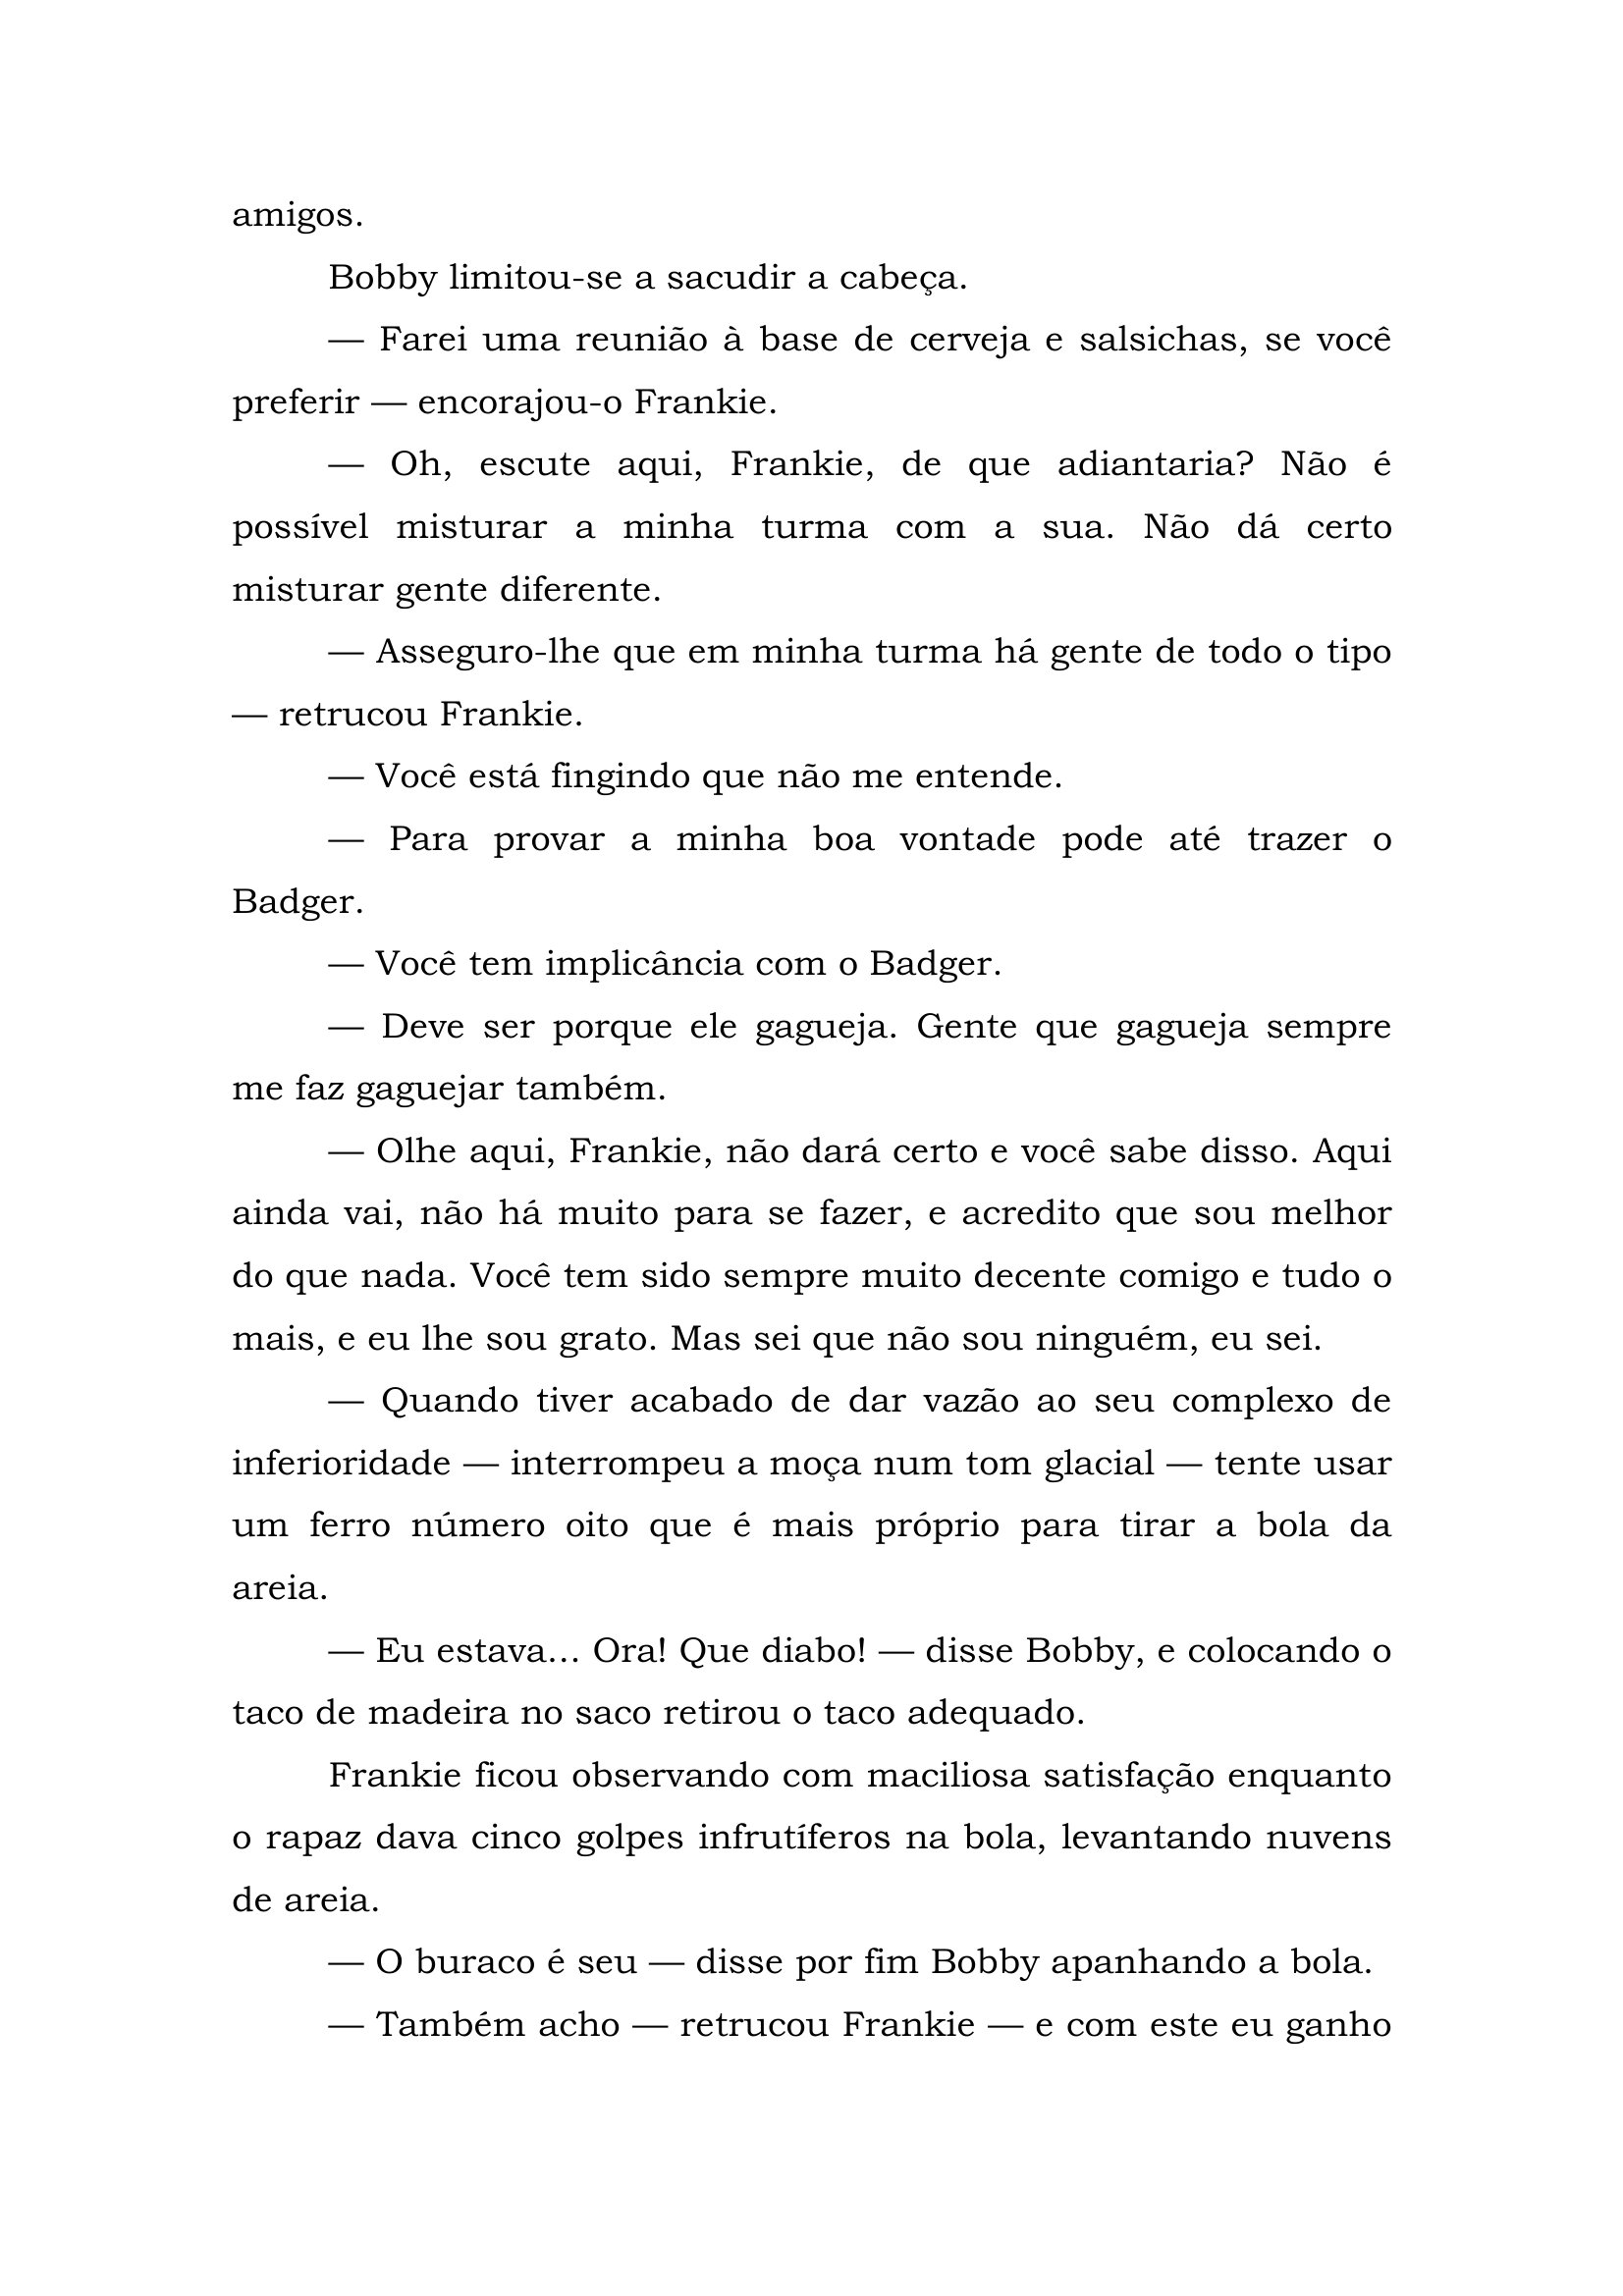 amigos.
Bobby limitou-se a sacudir a cabeça.
— Farei uma reunião à base de cerveja e salsichas, se você
preferir — encorajou-o Frankie.
— Oh, escute aqui, Frankie, de que adiantaria? Não é
possível misturar a minha turma com a sua. Não dá certo
misturar gente diferente.
— Asseguro-lhe que em minha turma há gente de todo o tipo
— retrucou Frankie.
— Você está fingindo que não me entende.
— Para provar a minha boa vontade pode até trazer o
Badger.
— Você tem implicância com o Badger.
— Deve ser porque ele gagueja. Gente que gagueja sempre
me faz gaguejar também.
— Olhe aqui, Frankie, não dará certo e você sabe disso. Aqui
ainda vai, não há muito para se fazer, e acredito que sou melhor
do que nada. Você tem sido sempre muito decente comigo e tudo o
mais, e eu lhe sou grato. Mas sei que não sou ninguém, eu sei.
— Quando tiver acabado de dar vazão ao seu complexo de
inferioridade — interrompeu a moça num tom glacial — tente usar
um ferro número oito que é mais próprio para tirar a bola da
areia.
— Eu estava... Ora! Que diabo! — disse Bobby, e colocando o
taco de madeira no saco retirou o taco adequado.
Frankie ficou observando com maciliosa satisfação enquanto
o rapaz dava cinco golpes infrutíferos na bola, levantando nuvens
de areia.
— O buraco é seu — disse por fim Bobby apanhando a bola.
— Também acho — retrucou Frankie — e com este eu ganho